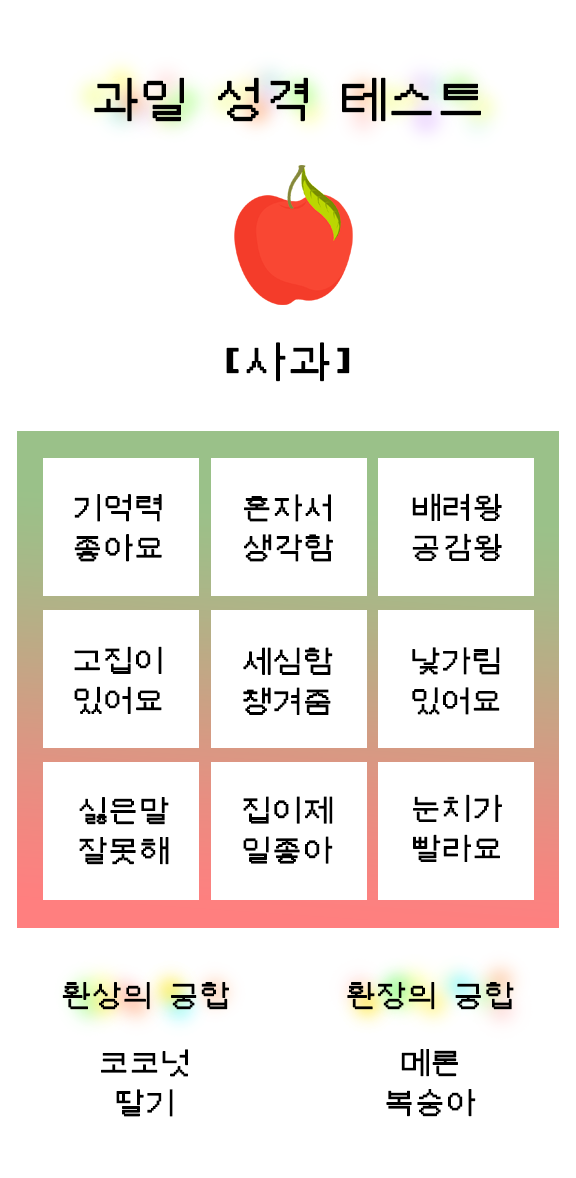 과일 성격 테스트
[사과]
기억력
좋아요
혼자서
생각함
배려왕
공감왕
고집이
있어요
세심함
챙겨줌
낯가림
있어요
싫은말
잘못해
집이제
일좋아
눈치가
빨라요
환상의 궁합
코코넛
딸기
환장의 궁합
메론
복숭아